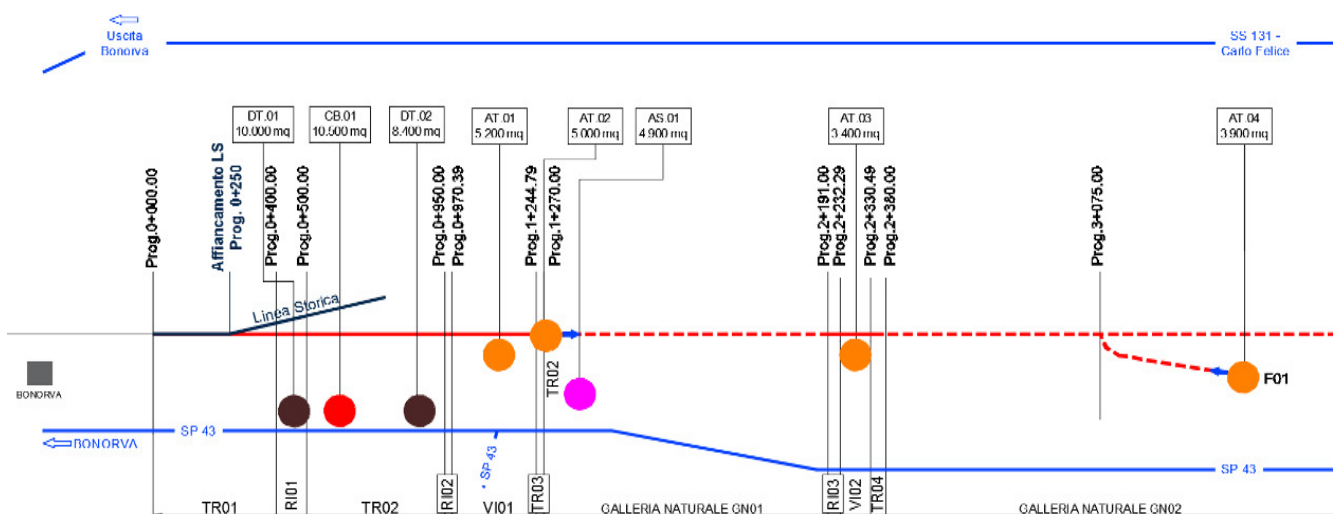 Uscita
Bonorva
SS 131 -
Carlo Felice
DT.01
10.000 mq
CB.01
10.500 mq
DT.02
8.400 mq
AT.01
5.200 mq
AT.02
5.000 mq
AS.01
4.900 mq
AT.03
3.400 mq
AT.04
3.900 mq
Prog.0+000.00
Affiancamento LS
Prog. 0+250
Prog.0+400.00
Prog.0+500.00
Prog.0+950.00
Prog.0+970.39
Prog.1+244.79
Prog.1+270.00
Prog.2+191.00
Prog.2+232.29
Prog.2+330.49
Prog.2+380.00
Prog.3+075.00
Linea Storica
TR02
F01
BONORVA
BONORVA
SP 43
SP 43
SP 43
TR01
RI01
TR02
RI02
VI01
TR03
GALLERIA NATURALE GN01
RI03
VI02
TR04
GALLERIA NATURALE GN02